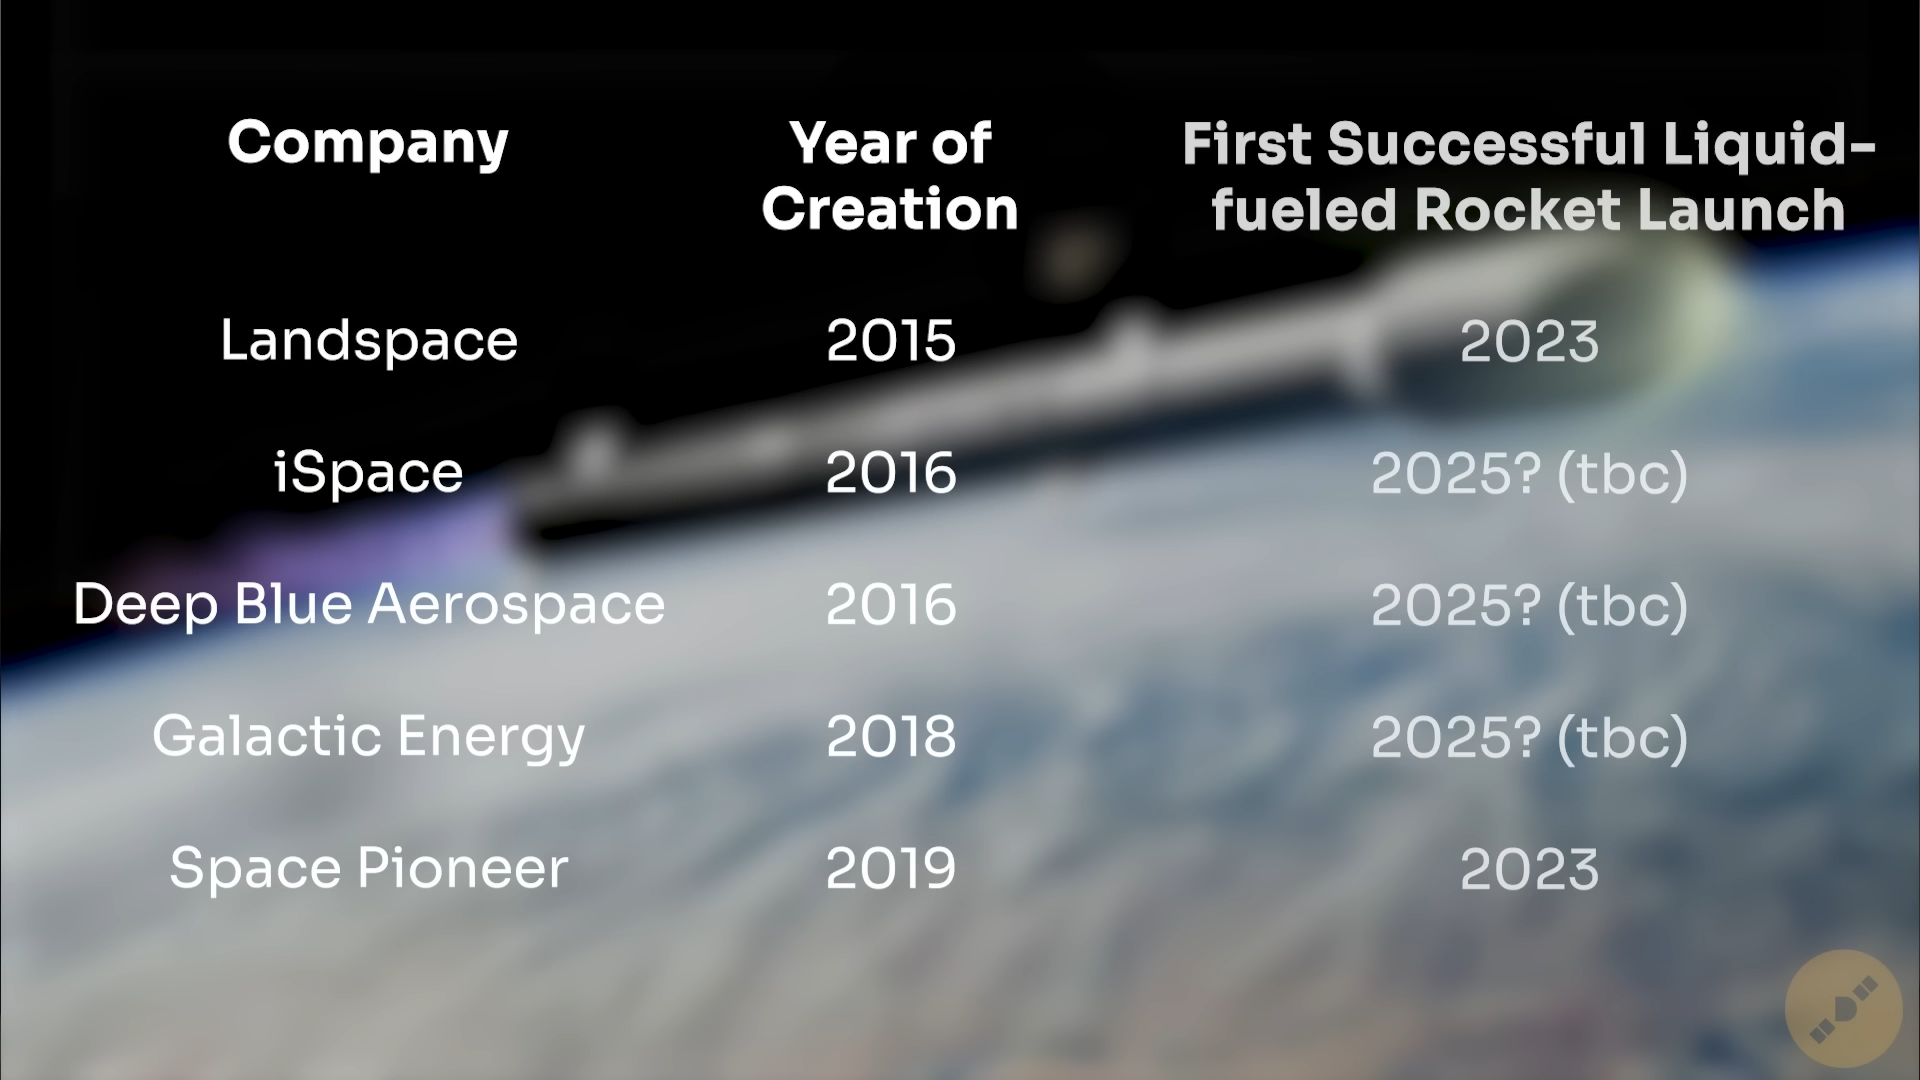 Company Year of Creation First Successful Liquid-fueled Rocket Launch
Landspace 2015 2023
iSpace 2016 2025? (tbc)
Deep Blue Aerospace 2016 2025? (tbc)
Galactic Energy 2018 2025? (tbc)
Space Pioneer 2019 2023